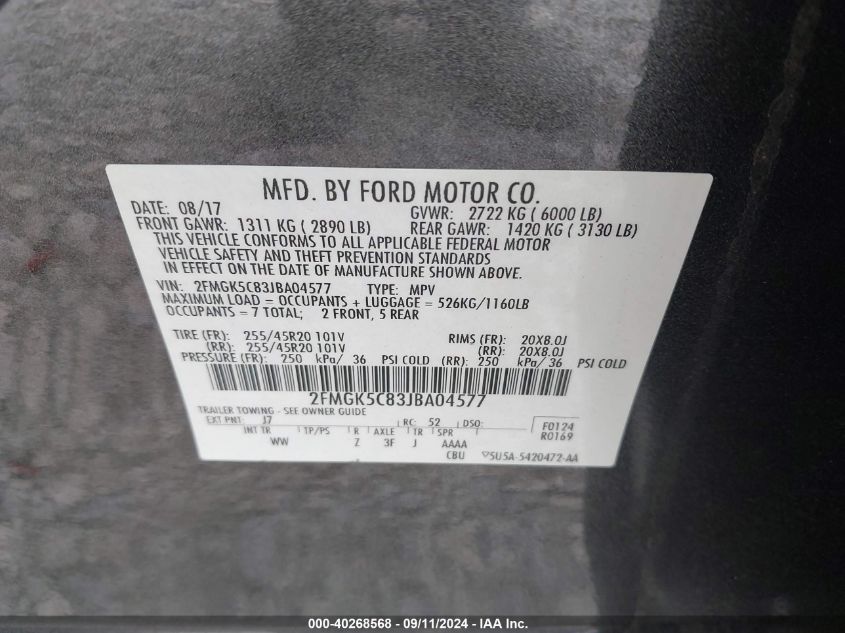 MFD. BY FORD MOTOR CO.
DATE: 08/17 GVWR: 2722 KG ( 6000 LB)
FRONT GAWR: 1311 KG ( 2890 LB) REAR GAWR: 1420 KG ( 3130 LB)
THIS VEHICLE CONFORMS TO ALL APPLICABLE FEDERAL MOTOR
VEHICLE SAFETY AND THEFT PREVENTION STANDARDS
IN EFFECT ON THE DATE OF MANUFACTURE SHOWN ABOVE.
VIN: 2FMGK5C83JBA04577 TYPE: MPV
MAXIMUM LOAD = OCCUPANTS + LUGGAGE = 526KG/1160LB
OCCUPANTS = 7 TOTAL; 2 FRONT, 5 REAR
TIRE (FR): 255/45R20 101V RIMS (FR): 20X8.0J
(RR): 255/45R20 101V (RR): 20X8.0J
PRESSURE (FR): 250 kPa/ 36 PSI COLD (RR): 250 kPa/ 36 PSI COLD
2FMGK5C83JBA04577
TRAILER TOWING - SEE OWNER GUIDE
EXT PNT: J7 RC: 52 DSO: F0124
INT TR TP/PS R AXLE TR SPR R0169
WW Z 3F J AAAA
CBU 5U5A-5420472-AA
000-40268568 - 09/11/2024 - IAA Inc.